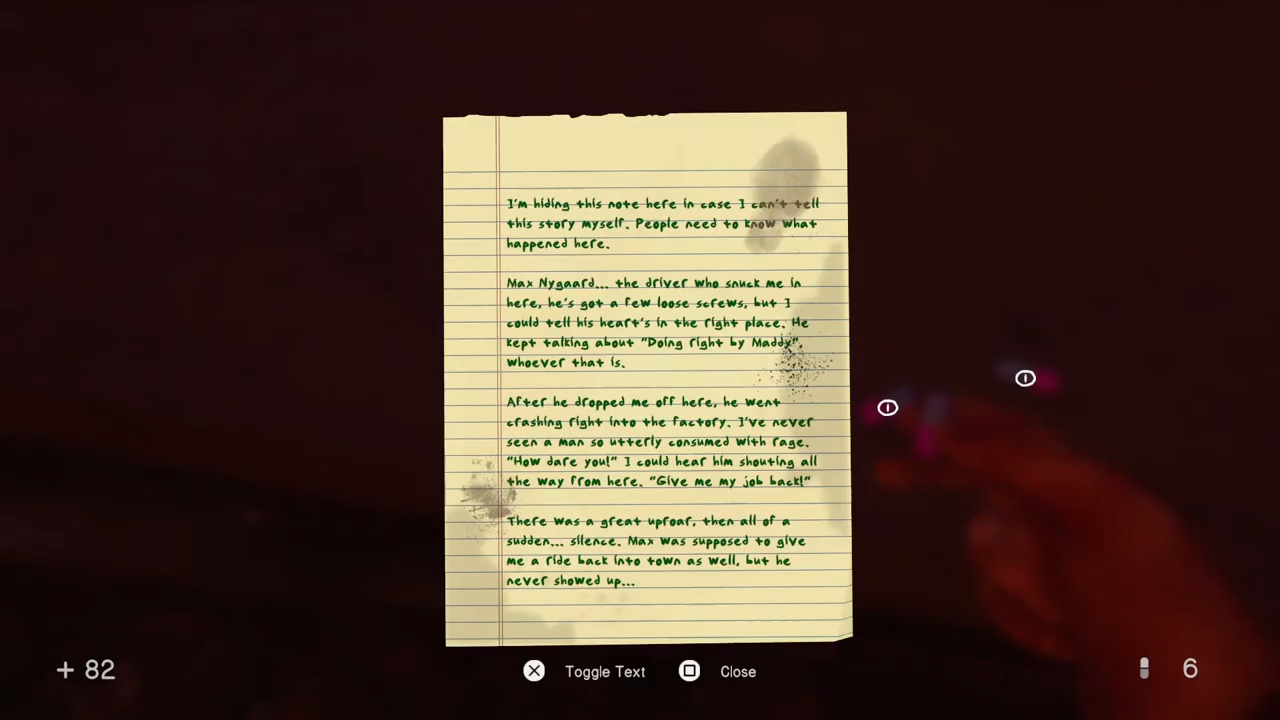 I'm hiding this note here in case I can't tell
this story myself. People need to know what
happened here.
Max Nygaard... the driver who snuck me in
here, he's got a few loose screws, but I
could tell his heart's in the right place. He
kept talking about "Doing right by Maddy",
whoever that is.
After he dropped me off here, he went
crashing right into the factory. I've never
seen a man so utterly consumed with rage.
"How dare you!" I could hear him shouting all
the way from here. "Give me my job back!"
There was a great uproar, then all of a
sudden... silence. Max was supposed to give
me a ride back into town as well, but he
never showed up...
+ 82
Toggle Text
Close
6